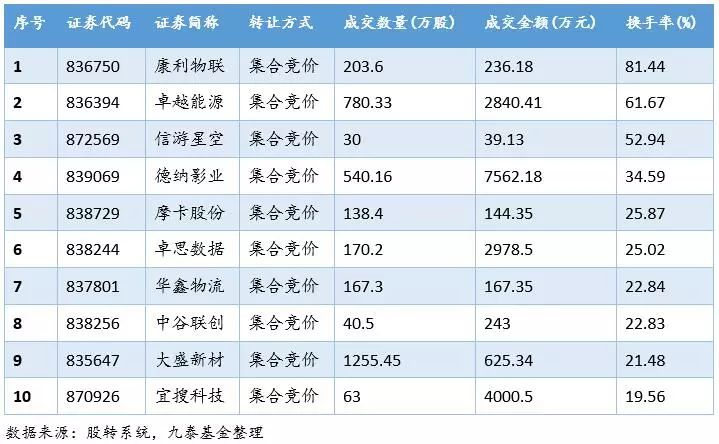 序号 证券代码 证券简称 转让方式 成交数量(万股) 成交金额(万元) 换手率(%)
1 836750 康利物联 集合竞价 203.6 236.18 81.44
2 836394 卓越能源 集合竞价 780.33 2840.41 61.67
3 872569 信游星空 集合竞价 30 39.13 52.94
4 839069 德纳影业 集合竞价 540.16 7562.18 34.59
5 838729 摩卡股份 集合竞价 138.4 144.35 25.87
6 838244 卓思数据 集合竞价 170.2 2978.5 25.02
7 837801 华鑫物流 集合竞价 167.3 167.35 22.84
8 838256 中谷联创 集合竞价 40.5 243 22.83
9 835647 大盛新材 集合竞价 1255.45 625.34 21.48
10 870926 宜搜科技 集合竞价 63 4000.5 19.56
数据来源：股转系统，九泰基金整理